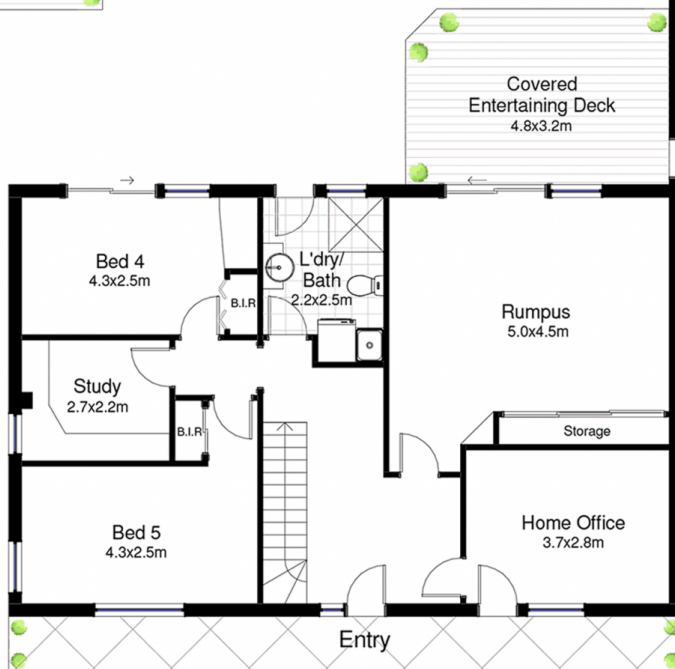 Covered
Entertaining Deck
4.8x3.2m
Bed 4
4.3x2.5m
B.I.R
L'dry/
Bath
2.2x2.5m
Rumpus
5.0x4.5m
Study
2.7x2.2m
B.I.R
Storage
Bed 5
4.3x2.5m
Home Office
3.7x2.8m
Entry